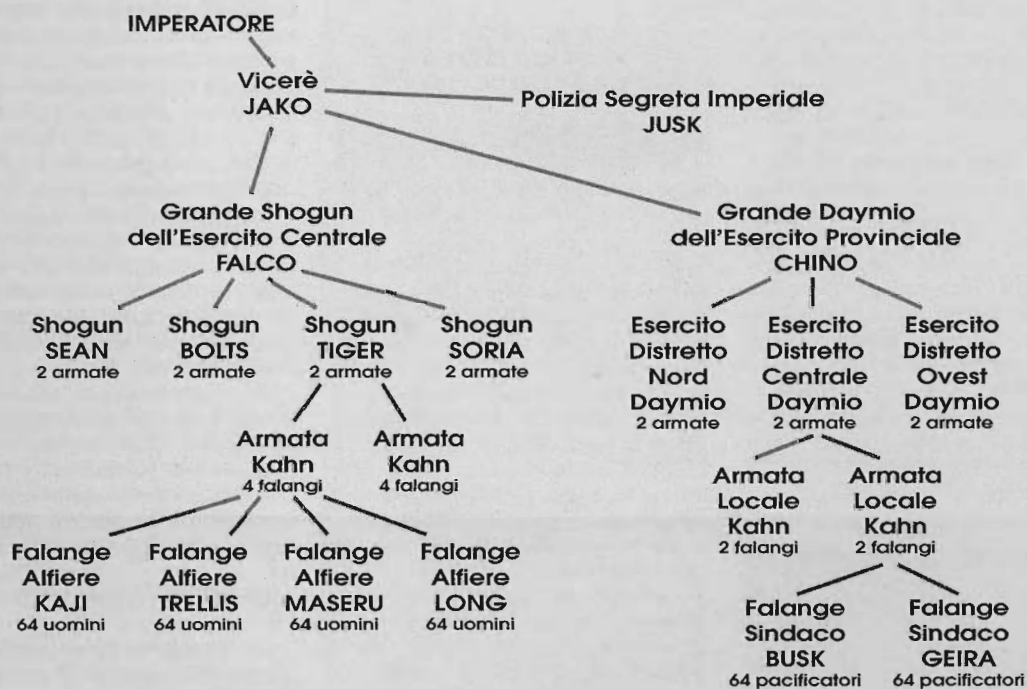 IMPERATORE
Vicerè
JAKO
Polizia Segreta Imperiale
JUSK
Grande Shogun
dell'Esercito Centrale
FALCO
Grande Daymio
dell'Esercito Provinciale
CHINO
Shogun
SEAN
2 armate
Shogun
BOLTS
2 armate
Shogun
TIGER
2 armate
Shogun
SORIA
2 armate
Esercito
Distretto
Nord
Daymio
2 armate
Esercito
Distretto
Centrale
Daymio
2 armate
Esercito
Distretto
Ovest
Daymio
2 armate
Armata
Kahn
4 falangi
Armata
Kahn
4 falangi
Armata
Locale
Kahn
2 falangi
Armata
Locale
Kahn
2 falangi
Falange
Alfiere
KAJI
64 uomini
Falange
Alfiere
TRELLIS
64 uomini
Falange
Alfiere
MASERU
64 uomini
Falange
Alfiere
LONG
64 uomini
Falange
Sindaco
BUSK
64 pacificatori
Falange
Sindaco
GEIRA
64 pacificatori